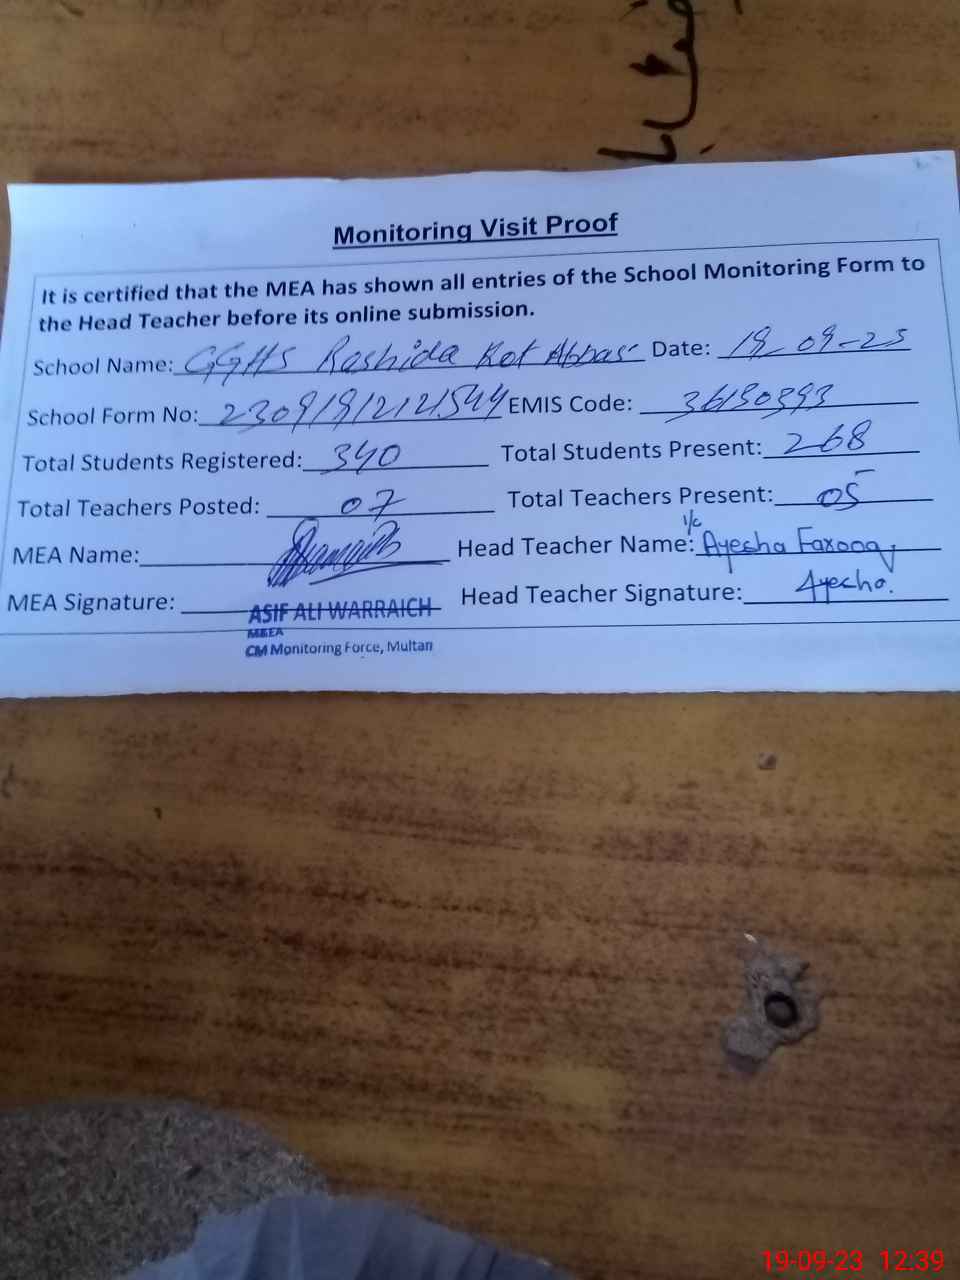 Monitoring Visit Proof
It is certified that the MEA has shown all entries of the School Monitoring Form to
the Head Teacher before its online submission.
School Name: GGHS Rashida Kot Abbas Date: 19-09-23
School Form No: 23091912121544 EMIS Code: 36130393
Total Students Registered: 340 Total Students Present: 268
Total Teachers Posted: 07 Total Teachers Present: 05
MEA Name: Head Teacher Name: I/C Ayesha Farooq
MEA Signature: Head Teacher Signature: Ayesha.
ASIF ALI WARRAICH
MEA
CM Monitoring Force, Multan
19-09-23 12:39